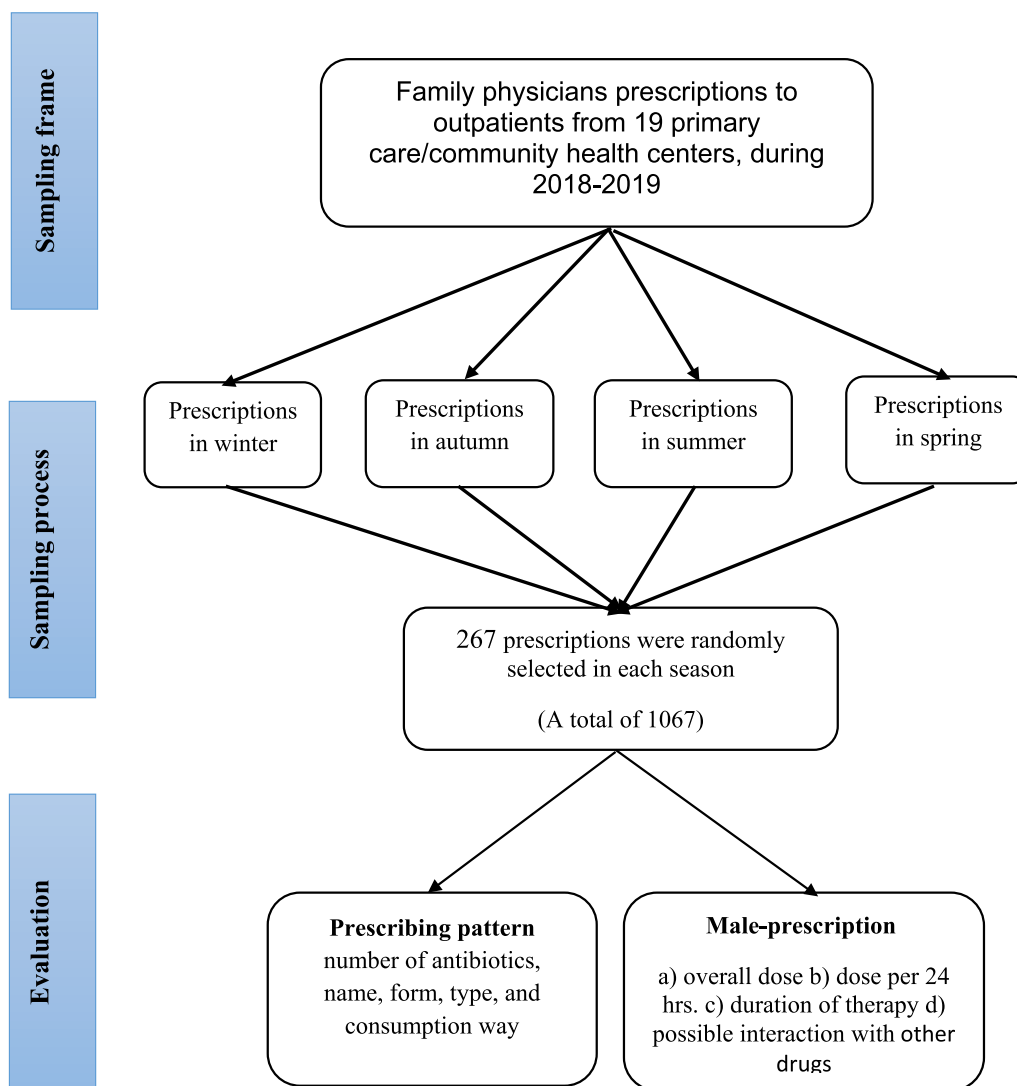 Sampling frame
Family physicians prescriptions to
outpatients from 19 primary
care/community health centers, during
2018-2019
Sampling process
Prescriptions
in winter
Prescriptions
in autumn
Prescriptions
in summer
Prescriptions
in spring
267 prescriptions were randomly
selected in each season
(A total of 1067)
Evaluation
Prescribing pattern
number of antibiotics,
name, form, type, and
consumption way
Male-prescription
a) overall dose b) dose per 24
hrs. c) duration of therapy d)
possible interaction with other
drugs